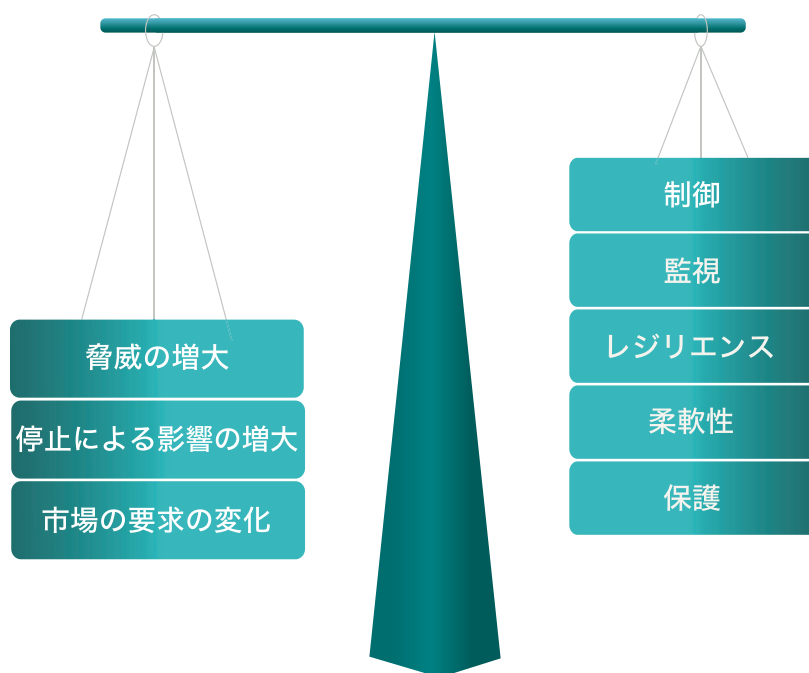 脅威の増大
停止による影響の増大
市場の要求の変化
制御
監視
レジリエンス
柔軟性
保護